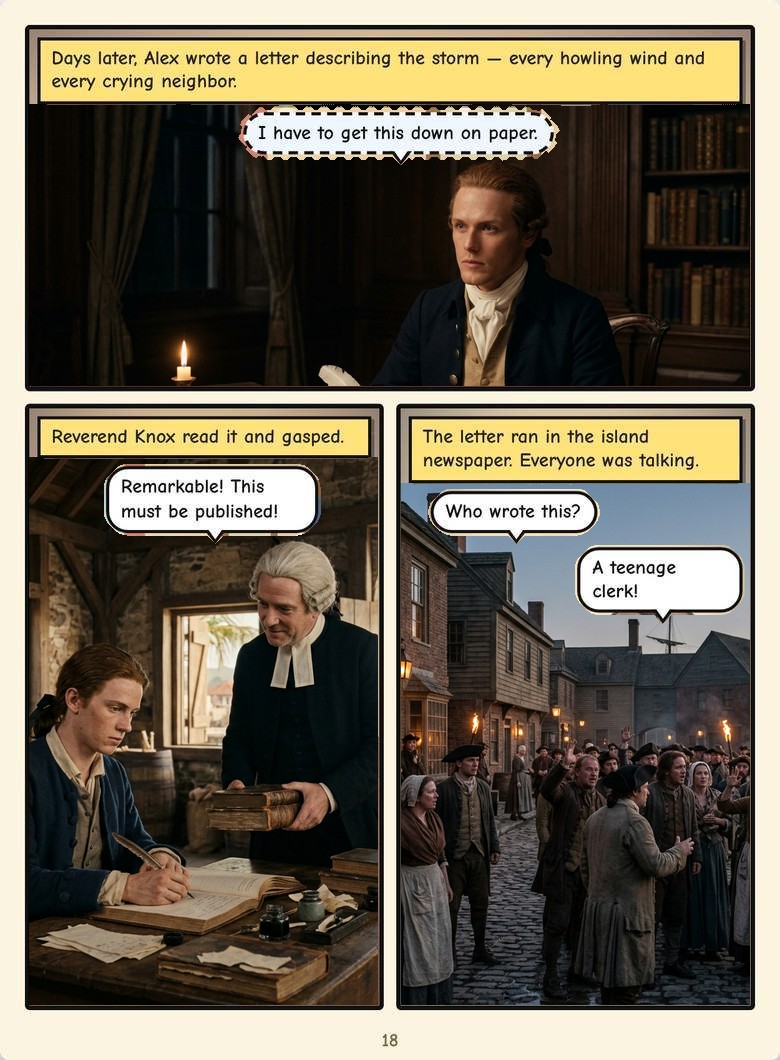 Days later, Alex wrote a letter describing the storm — every howling wind and
every crying neighbor.
I have to get this down on paper.
Reverend Knox read it and gasped.
Remarkable! This
must be published!
The letter ran in the island
newspaper. Everyone was talking.
Who wrote this?
A teenage
clerk!
18